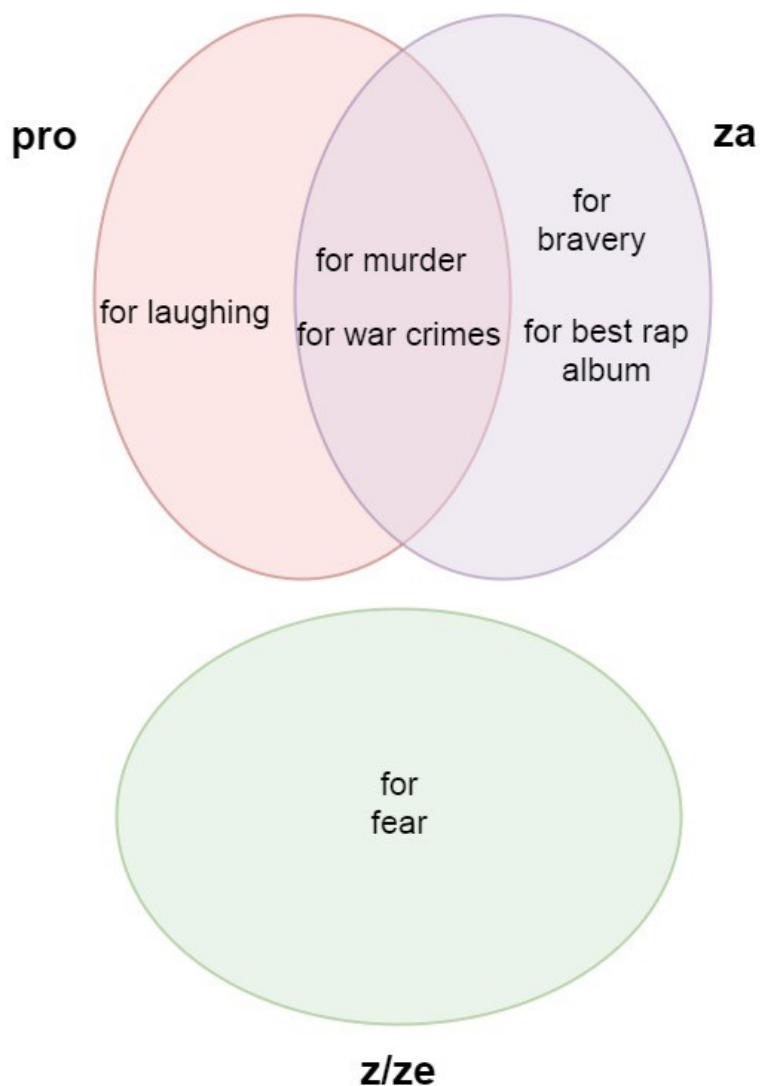 pro
za
for laughing
for murder
for war crimes
for
bravery
for best rap
album
for
fear
z/ze